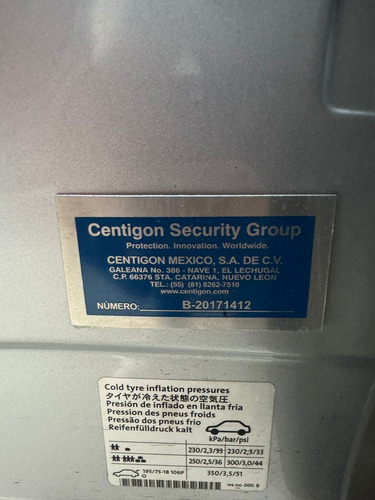 Centigon Security Group
Protection. Innovation. Worldwide.
CENTIGON MEXICO, S.A. DE C.V.
GALEANA No. 386 - NAVE 1, EL LECHUGAL
C.P. 66376 STA. CATARINA, NUEVO LEON
TEL.: (55) (81) 8262-7510
www.centigon.com
NÚMERO: B-20171412
Cold tyre inflation pressures
タイヤが冷えた状態の空気圧
Presión de inflado en llanta fría
Pression des pneus froids
Pressão dos pneus frio
Reifenfülldruck kalt
kPa/bar/psi
230/2,3/33 230/2,3/33
250/2,5/36 300/3,0/44
195/75-18 106P 350/3,5/51